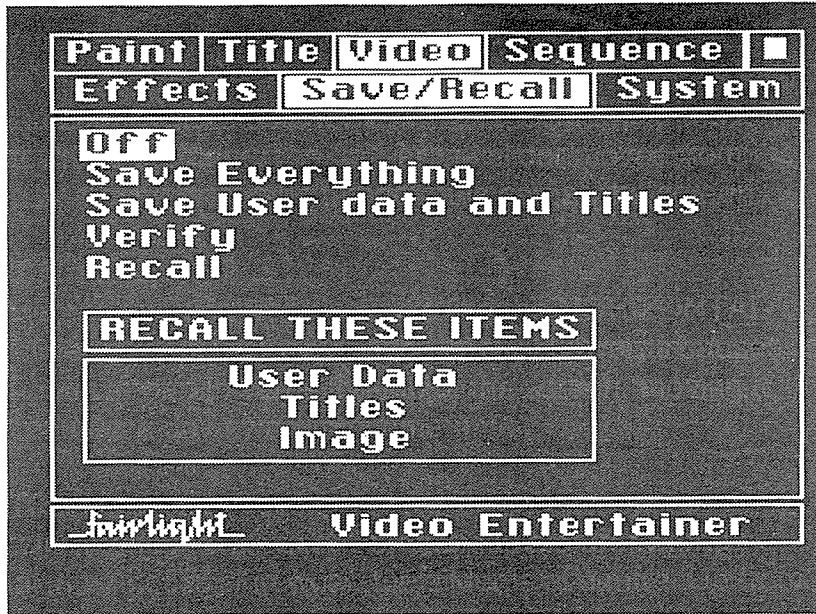 Paint Title Video Sequence
Effects Save/Recall System
Off
Save Everything
Save User data and Titles
Verify
Recall
RECALL THESE ITEMS
User Data
Titles
Image
fairlight Video Entertainer